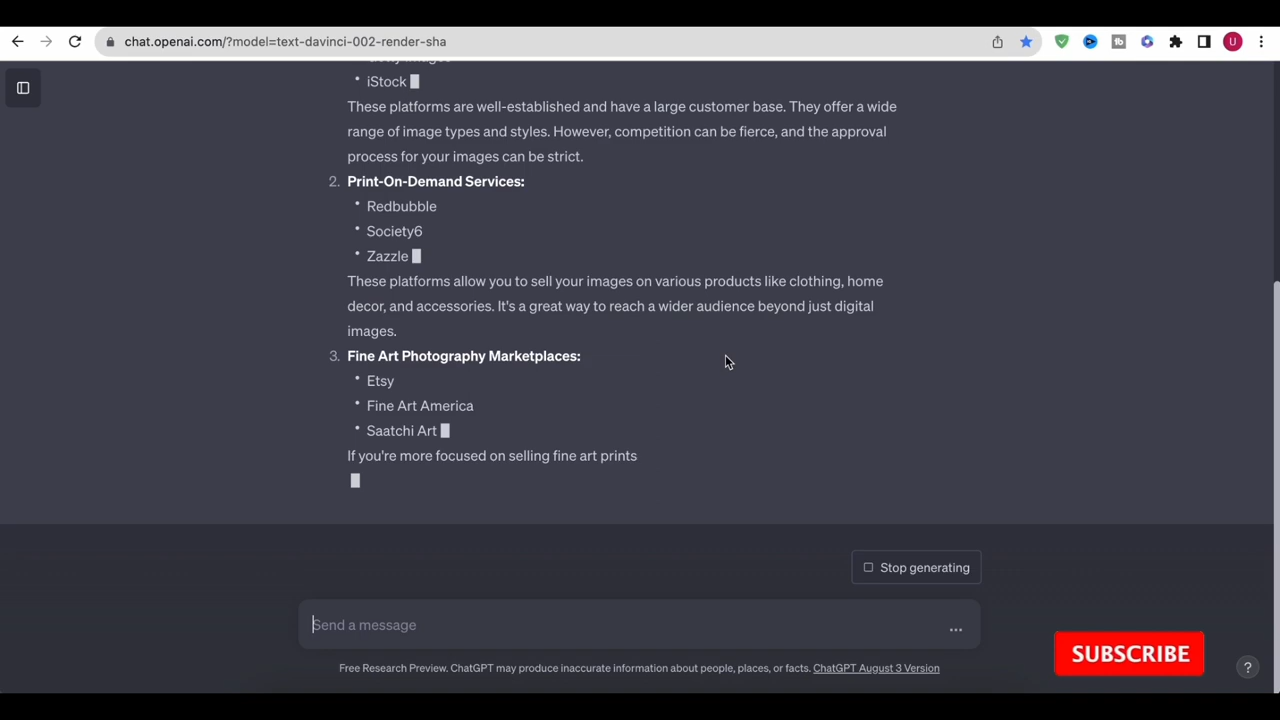 chat.openai.com/?model=text-davinci-002-render-sha
U
• iStock
These platforms are well-established and have a large customer base. They offer a wide
range of image types and styles. However, competition can be fierce, and the approval
process for your images can be strict.
2. Print-On-Demand Services:
• Redbubble
• Society6
• Zazzle
These platforms allow you to sell your images on various products like clothing, home
decor, and accessories. It's a great way to reach a wider audience beyond just digital
images.
3. Fine Art Photography Marketplaces:
• Etsy
• Fine Art America
• Saatchi Art
If you're more focused on selling fine art prints
Stop generating
Send a message
...
SUBSCRIBE
Free Research Preview. ChatGPT may produce inaccurate information about people, places, or facts. ChatGPT August 3 Version
?